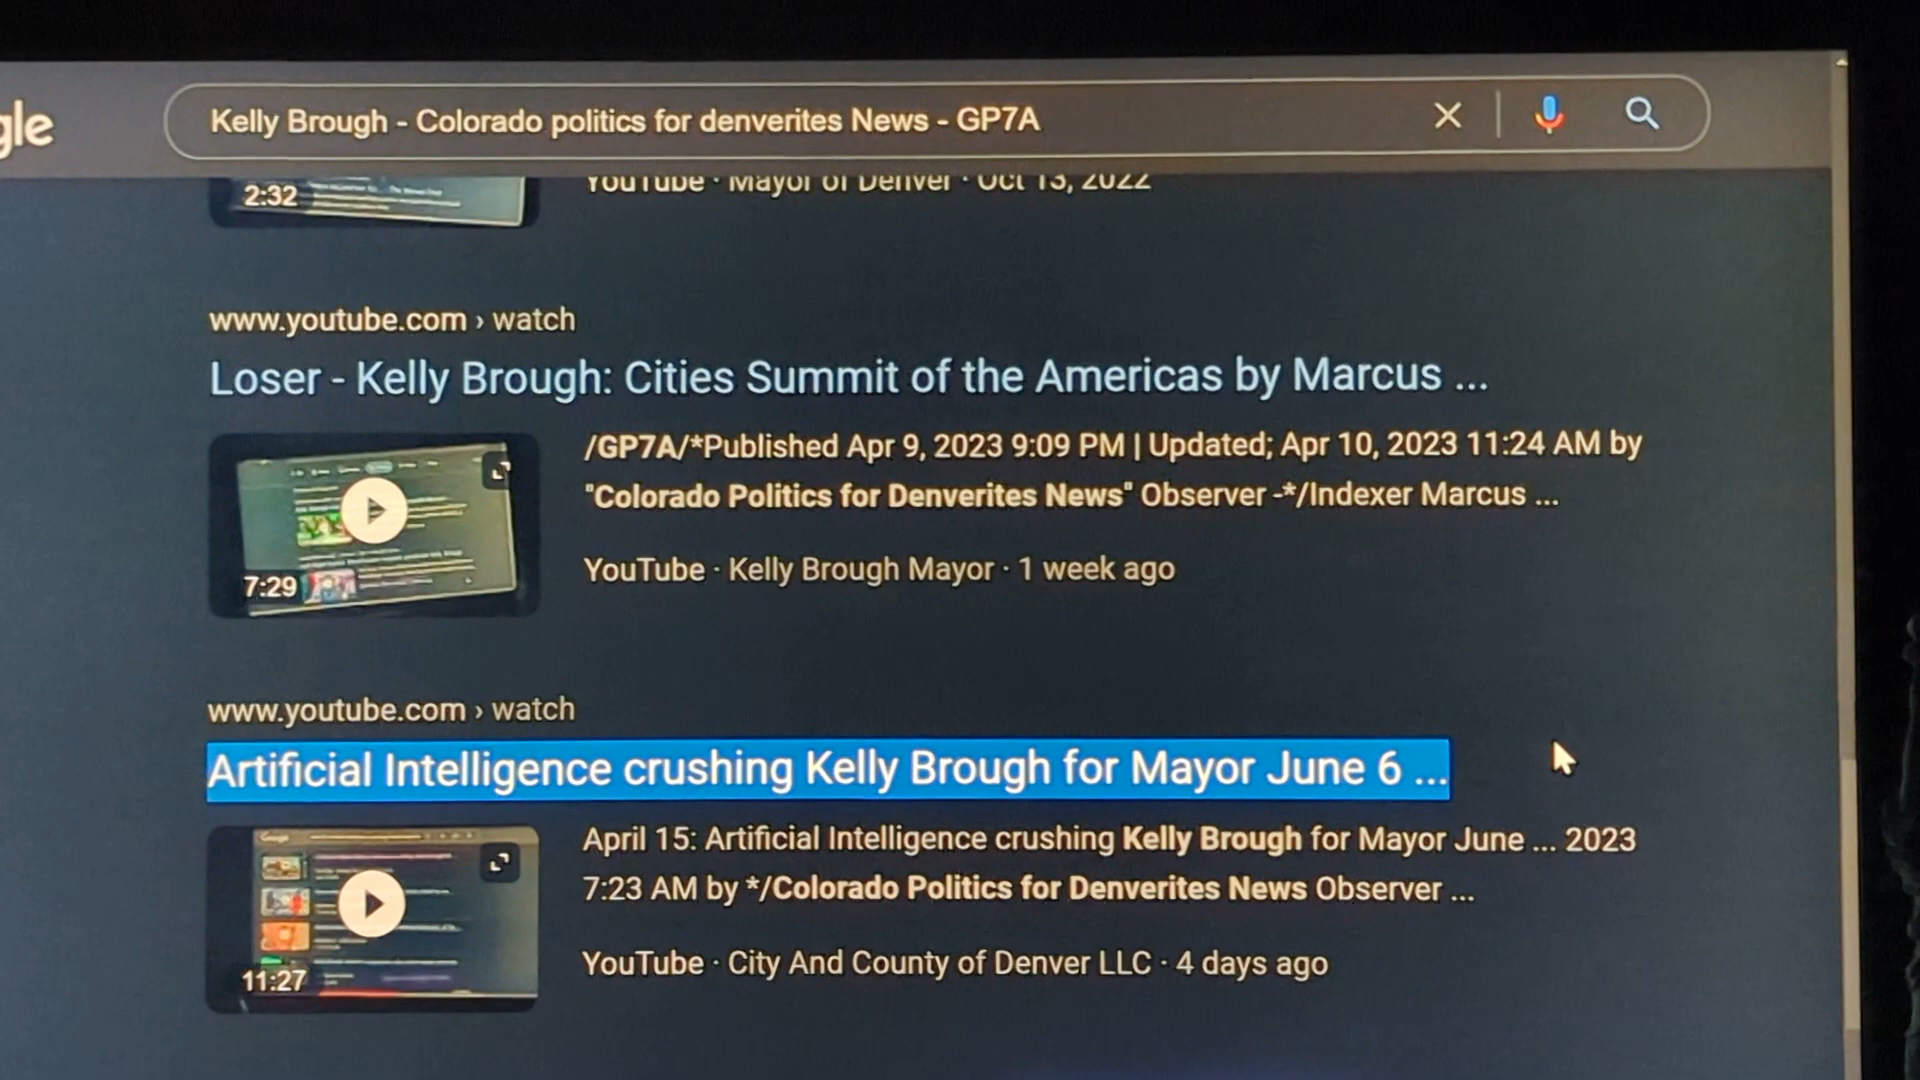 gle
Kelly Brough - Colorado politics for denverites News - GP7A
2:32
YouTube · Mayor of Denver · Oct 13, 2022
www.youtube.com › watch
Loser - Kelly Brough: Cities Summit of the Americas by Marcus ...
/GP7A/*Published Apr 9, 2023 9:09 PM | Updated; Apr 10, 2023 11:24 AM by
"Colorado Politics for Denverites News" Observer -*/Indexer Marcus ...
7:29
YouTube · Kelly Brough Mayor · 1 week ago
www.youtube.com › watch
Artificial Intelligence crushing Kelly Brough for Mayor June 6 ...
April 15: Artificial Intelligence crushing Kelly Brough for Mayor June ... 2023
7:23 AM by */Colorado Politics for Denverites News Observer ...
11:27
YouTube · City And County of Denver LLC · 4 days ago